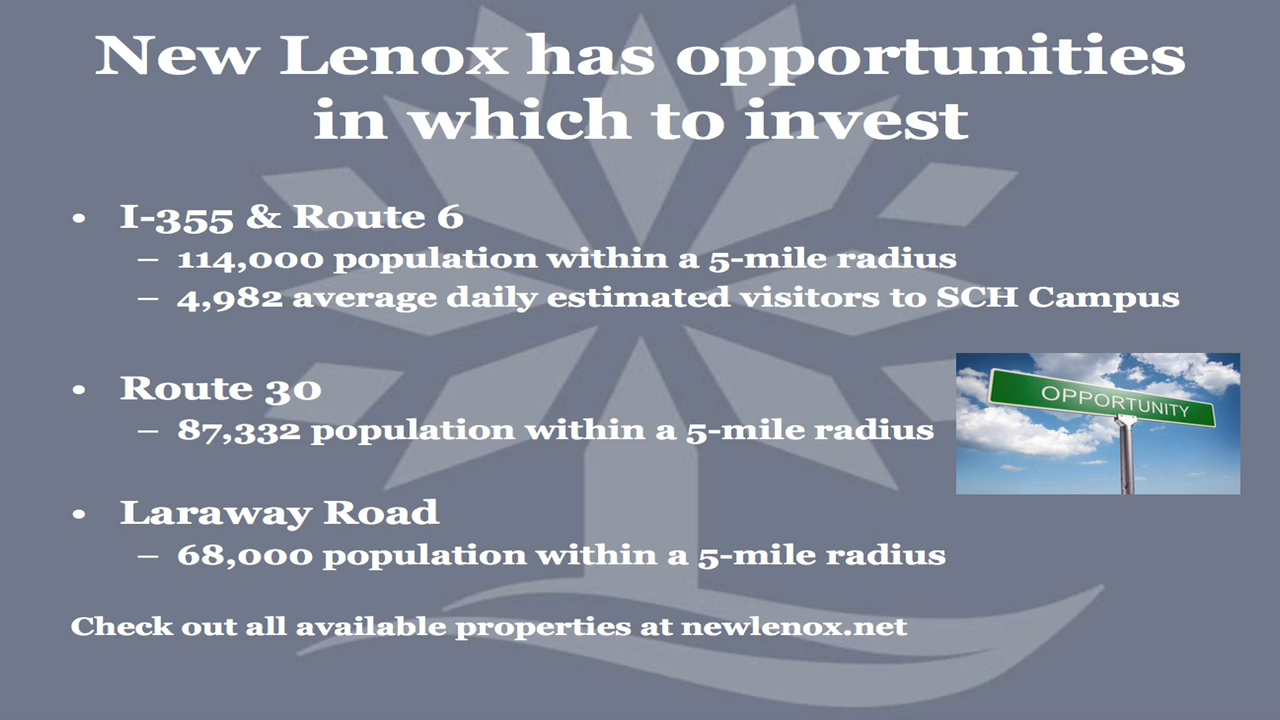 New Lenox has opportunities
in which to invest
• I-355 & Route 6
– 114,000 population within a 5-mile radius
– 4,982 average daily estimated visitors to SCH Campus
• Route 30
– 87,332 population within a 5-mile radius
OPPORTUNITY
• Laraway Road
– 68,000 population within a 5-mile radius
Check out all available properties at newlenox.net